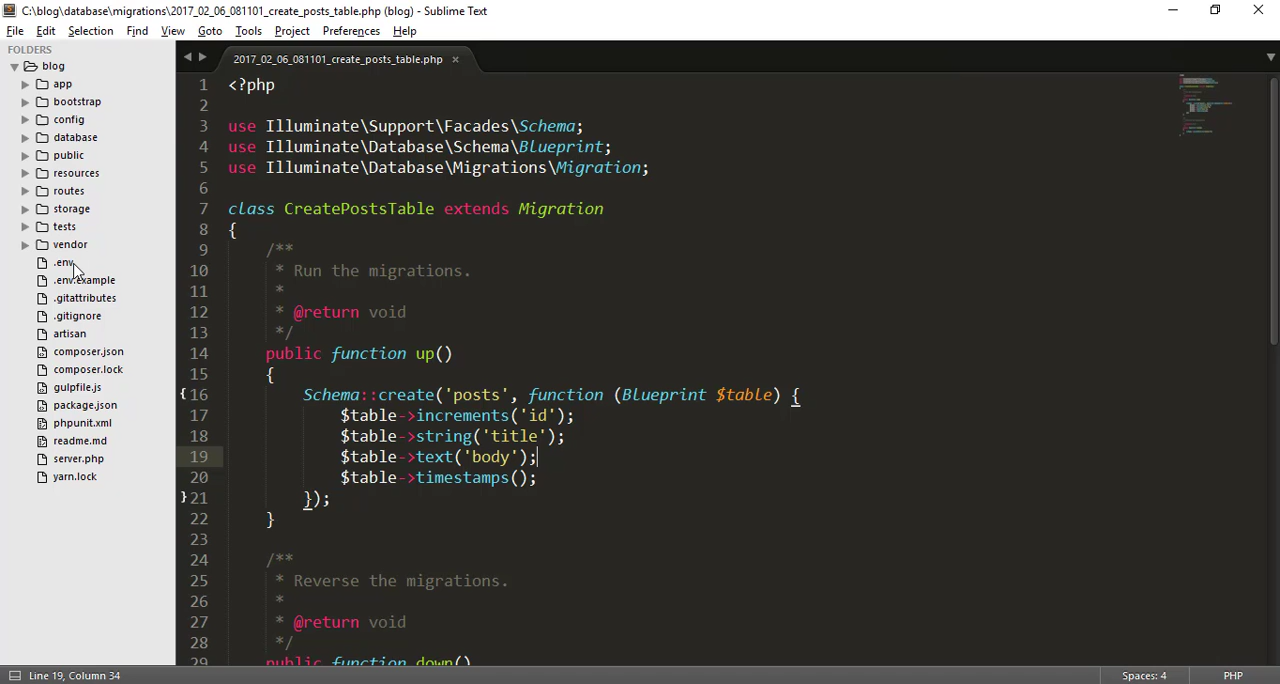 C:\blog\database\migrations\2017_02_06_081101_create_posts_table.php (blog) - Sublime Text
File Edit Selection Find View Goto Tools Project Preferences Help
FOLDERS
blog
app
bootstrap
config
database
public
resources
routes
storage
tests
vendor
.env
.env.example
.gitattributes
.gitignore
artisan
composer.json
composer.lock
gulpfile.js
package.json
phpunit.xml
readme.md
server.php
yarn.lock
2017_02_06_081101_create_posts_table.php ×
1 <?php
2
3 use Illuminate\Support\Facades\Schema;
4 use Illuminate\Database\Schema\Blueprint;
5 use Illuminate\Database\Migrations\Migration;
6
7 class CreatePostsTable extends Migration
8 {
9 /**
10 * Run the migrations.
11 *
12 * @return void
13 */
14 public function up()
15 {
16 Schema::create('posts', function (Blueprint $table) {
17 $table->increments('id');
18 $table->string('title');
19 $table->text('body');
20 $table->timestamps();
21 });
22 }
23
24 /**
25 * Reverse the migrations.
26 *
27 * @return void
28 */
29 public function down()
Line 19, Column 34 Spaces: 4 PHP